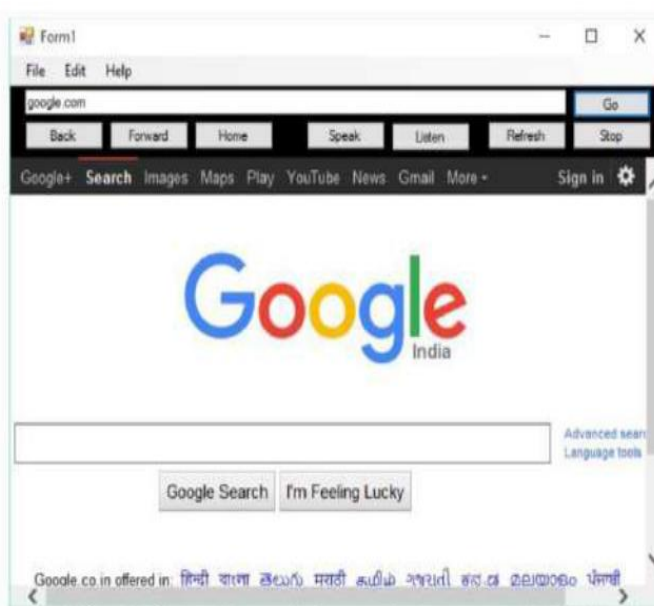 Form1
File Edit Help
google.com Go
Back Forward Home Speak Listen Refresh Stop
Google+ Search Images Maps Play YouTube News Gmail More Sign in
Google
India
Advanced sear
Language tools
Google Search I'm Feeling Lucky
Google.co.in offered in: हिन्दी বাংলা తెలుగు मराठी தமிழ் ગુજરાતી ಕನ್ನಡ മലയാളം ਪੰਜਾਬੀ